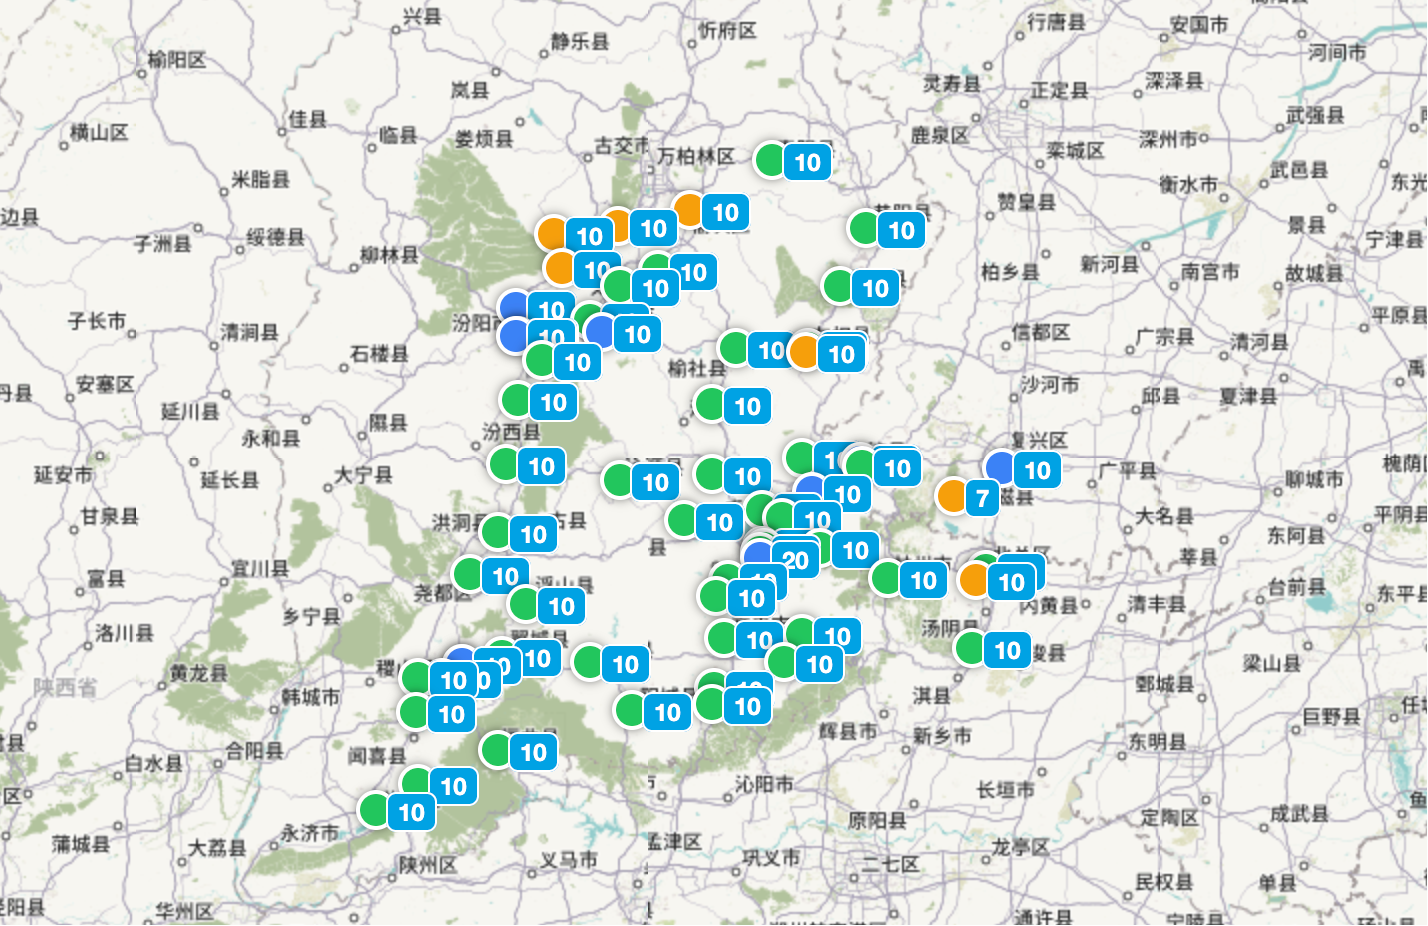 兴县
忻府区
行唐县
安国市
静乐县
河间市
榆阳区
岚县
灵寿县
正定县
深泽县
佳县
武强县
横山区
临县
娄烦县
古交市
万柏林区
鹿泉区
栾城区
深州市
10
武邑县
米脂县
衡水市
东光
赞皇县
边县
10
景县
子洲县
绥德县
10
10
10
10
宁津县
柳林县
10
10
柏乡县
新河县
南宫市
故城县
10
10
10
汾阳市
子长市
清涧县
10
10
信都区
广宗县
清河县
平原县
石楼县
10
榆社县
10
10
丹县
安塞区
沙河市
邱县
夏津县
延川县
10
10
永和县
隰县
汾西县
复兴区
延安市
延长县
大宁县
10
10
10
10
10
广平县
聊城市
10
7
磁县
甘泉县
洪洞县
古县
10
10
10
大名县
东阿县
平阴县
县
20
10
莘县
宜川县
富县
10
10
10
10
台前县
尧都区
浮山县
10
10
内黄县
清丰县
东平县
乡宁县
洛川县
汤阴县
翼城县
10
10
10
浚县
10
10
10
10
梁山县
黄龙县
陕西省
韩城市
10
10
10
10
淇县
鄄城县
巨野县
辉县市
新乡市
合阳县
闻喜县
10
东明县
白水县
10
沁阳市
长垣市
10
定陶区
成武县
蒲城县
大荔县
永济市
原阳县
孟津区
龙亭区
陕州区
义马市
巩义市
二七区
民权县
单县
华州区
通许县